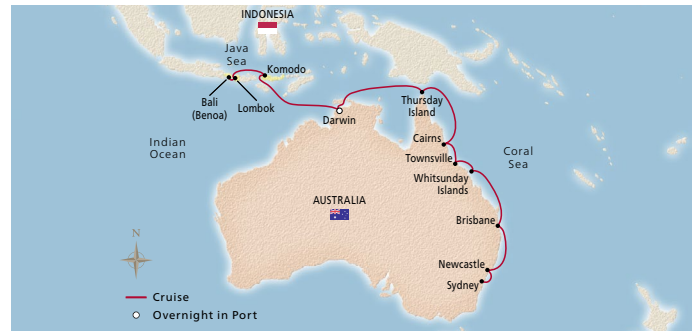 INDONESIA
Java
Sea
Komodo
Bali
(Benoa)
Lombok
Darwin
Thursday
Island
Indian
Ocean
Cairns
Coral
Sea
Townsville
Whitsunday
Islands
AUSTRALIA
Brisbane
N
Newcastle
Sydney
Cruise
Overnight in Port